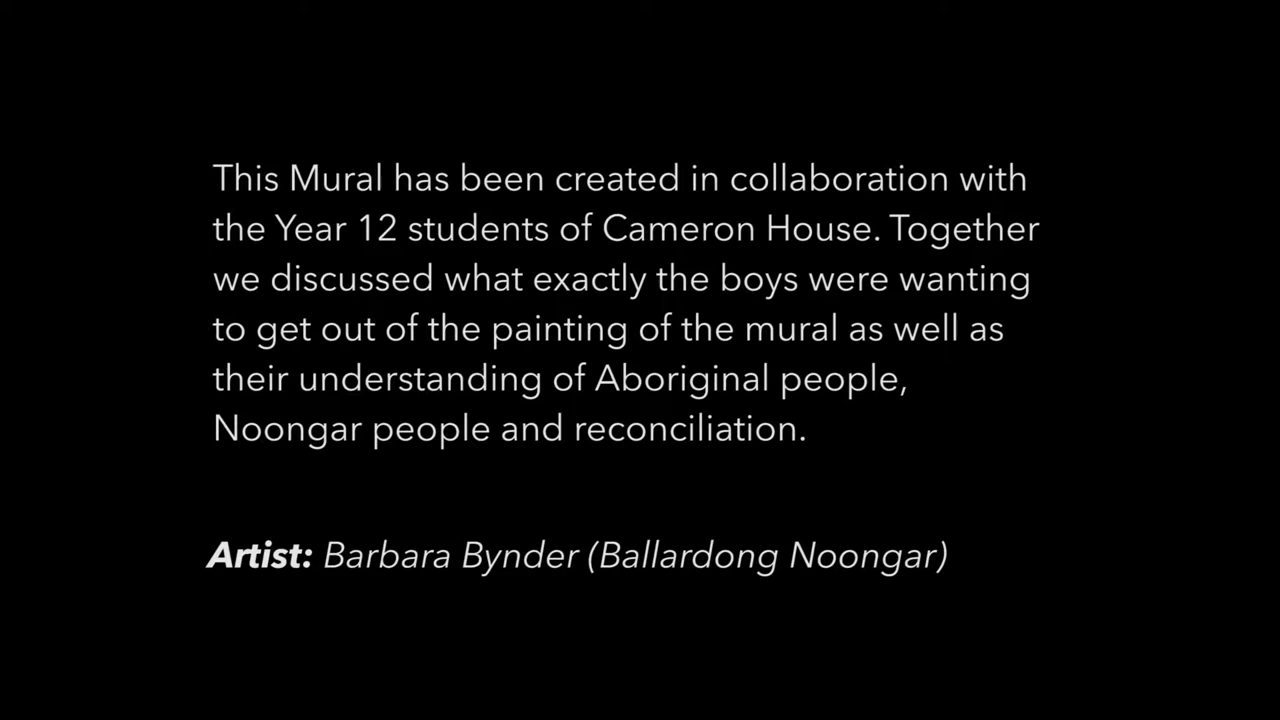 This Mural has been created in collaboration with
the Year 12 students of Cameron House. Together
we discussed what exactly the boys were wanting
to get out of the painting of the mural as well as
their understanding of Aboriginal people,
Noongar people and reconciliation.
Artist: Barbara Bynder (Ballardong Noongar)